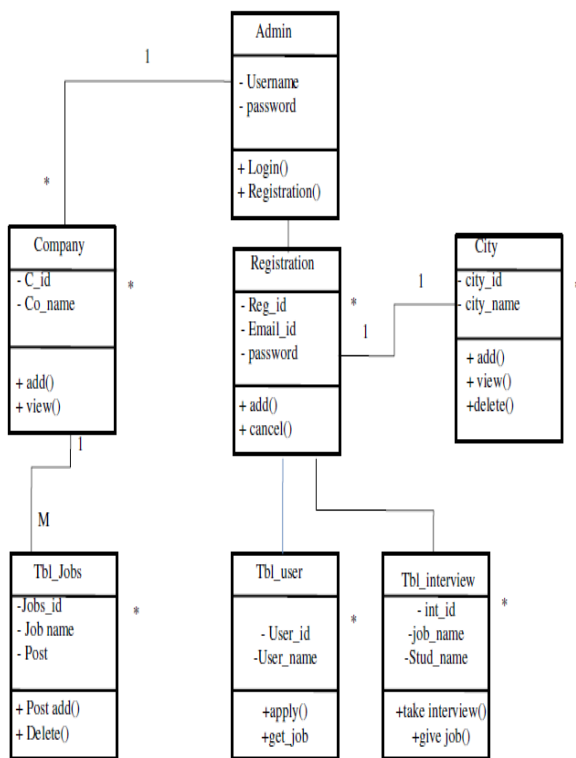 Admin
- Username
- password
+ Login()
+ Registration()
1
*
Company
- C_id
- Co_name
+ add()
+ view()
*
Registration
- Reg_id
- Email_id
- password
+ add()
+ cancel()
*
1
1
City
- city_id
- city_name
+ add()
+ view()
+delete()
*
1
M
Tbl_Jobs
-Jobs_id
- Job name
- Post
+ Post add()
+ Delete()
*
Tbl_user
- User_id
-User_name
+apply()
+get_job
*
Tbl_interview
- int_id
-job_name
-Stud_name
+take interview()
+give job()
*